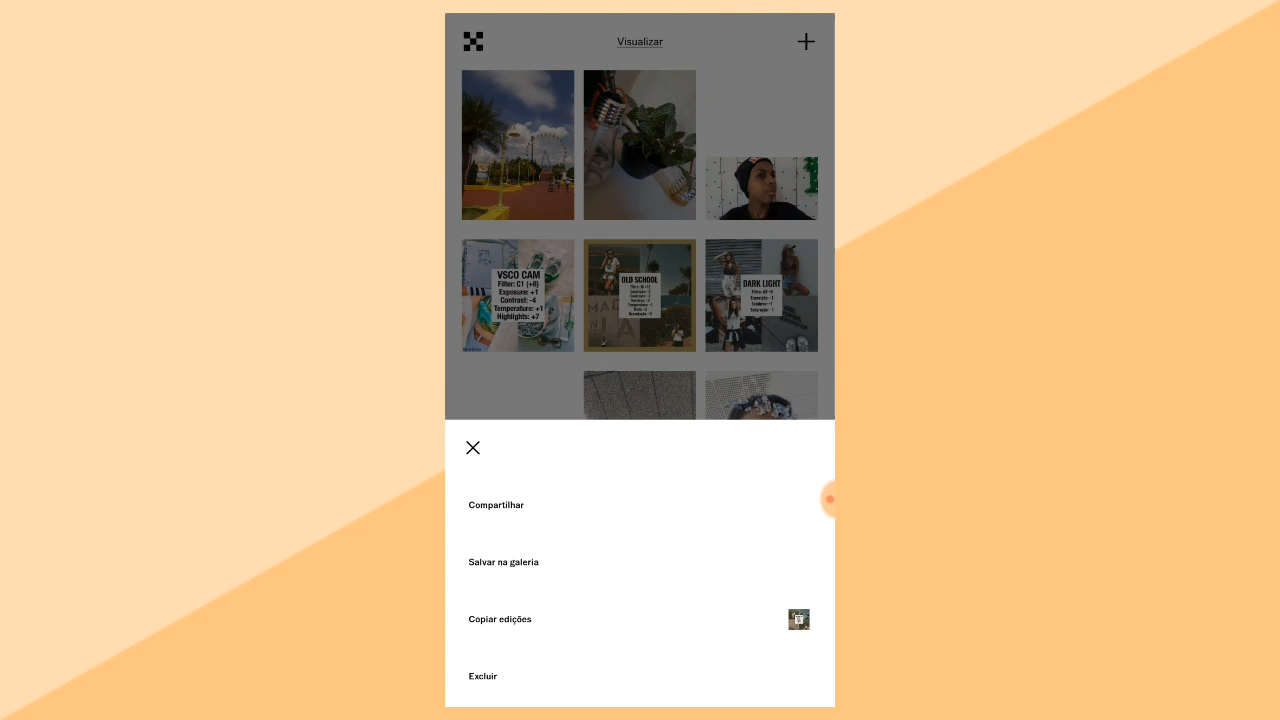 Visualizar
VSCO CAM
Filter: C1 (+8)
Exposure: +1
Contrast: -4
Temperature: +1
Highlights: +7
OLD SCHOOL
DARK LIGHT
Compartilhar
Salvar na galeria
Copiar edições
Excluir